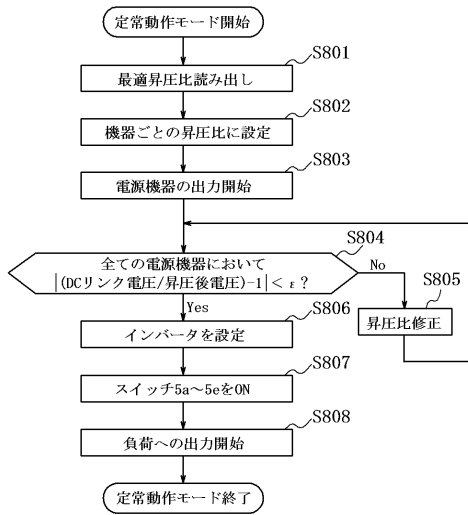 定常動作モード開始
S801
最適昇圧比読み出し
S802
機器ごとの昇圧比に設定
S803
電源機器の出力開始
S804
全ての電源機器において
|(DCリンク電圧/昇圧後電圧)-1|< ε?
No
S805
昇圧比修正
Yes
S806
インバータを設定
S807
スイッチ5a～5eをON
S808
負荷への出力開始
定常動作モード終了